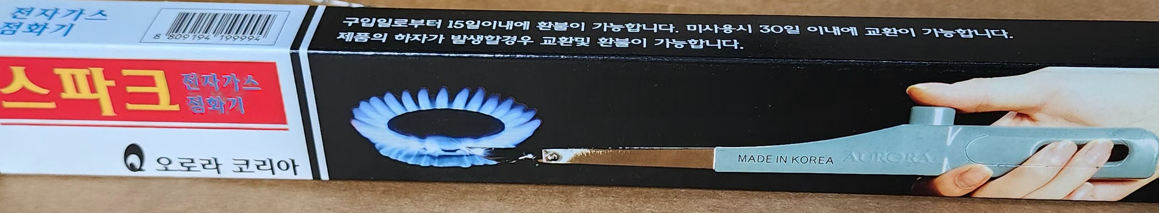 전자가스
점화기
8 809194 199994
스파크 전자가스
점화기
오로라 코리아
구입일로부터 15일이내에 환불이 가능합니다. 미사용시 30일 이내에 교환이 가능합니다.
제품의 하자가 발생할경우 교환및 환불이 가능합니다.
MADE IN KOREA AURORA